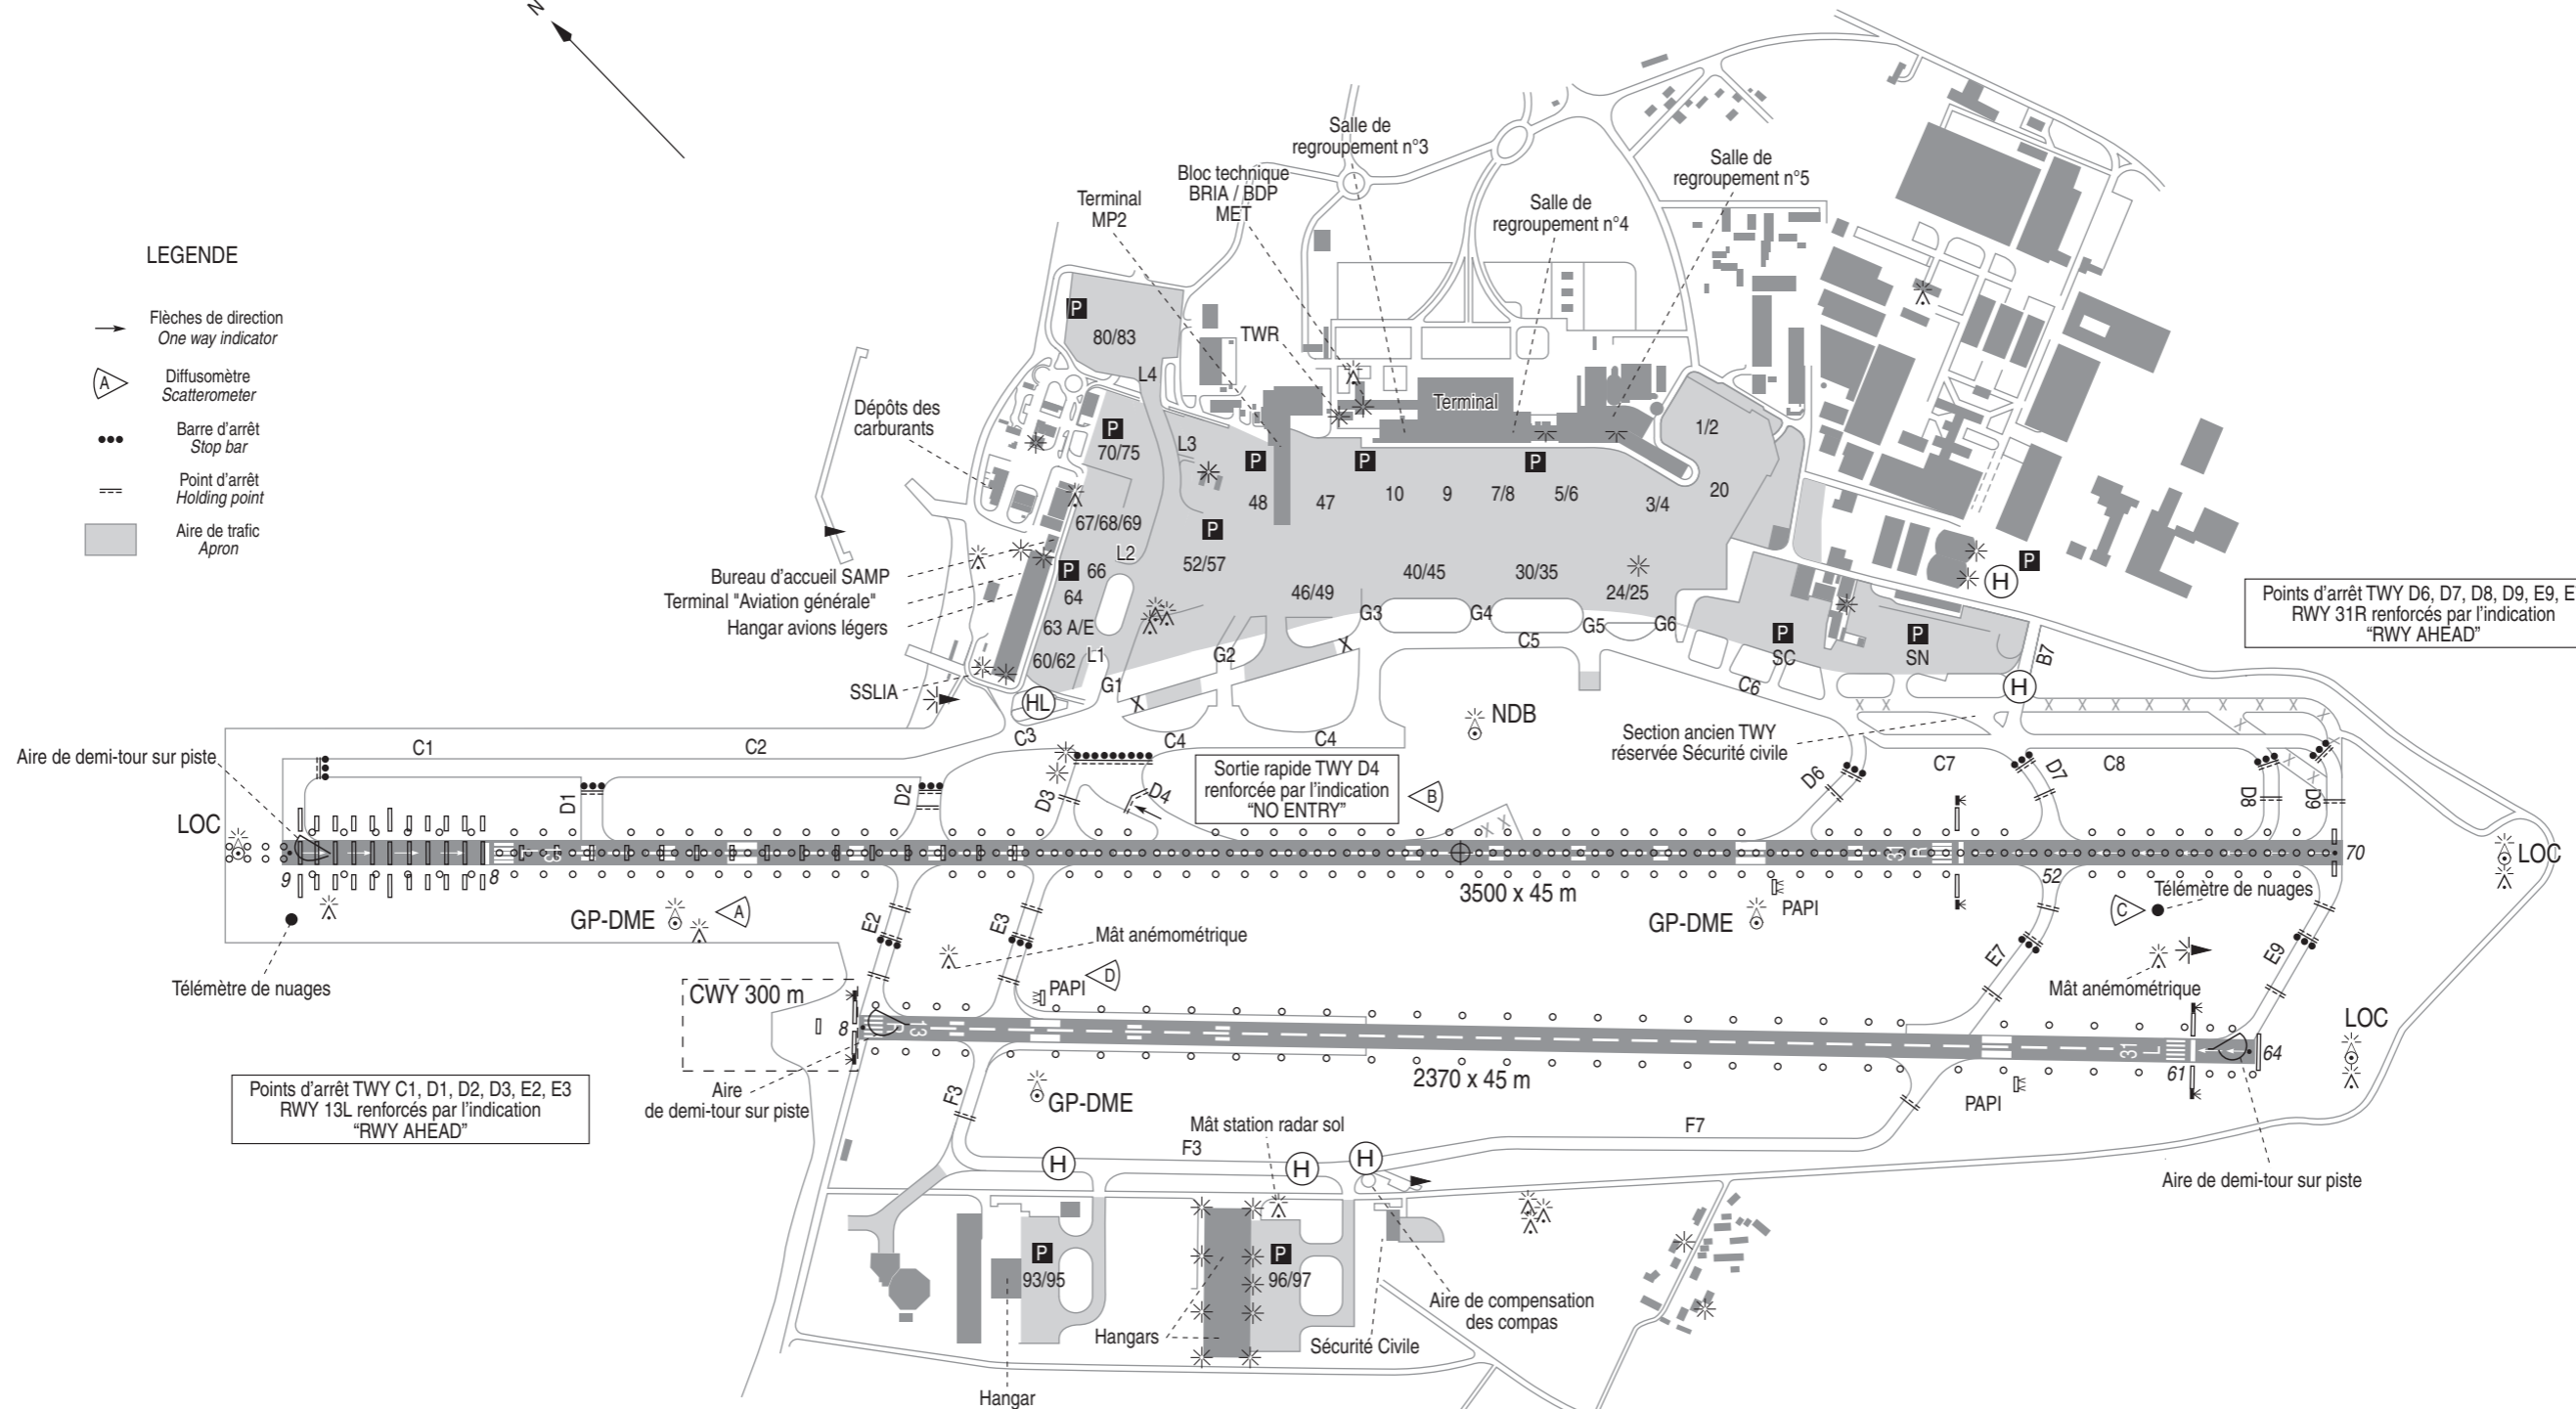 N
LEGENDE
Flèches de direction
One way indicator
A
Diffusomètre
Scatterometer
Barre d'arrêt
Stop bar
Point d'arrêt
Holding point
Aire de trafic
Apron
Salle de
regroupement n°3
Bloc technique
BRIA / BDP
MET
Terminal
MP2
Salle de
regroupement n°5
Salle de
regroupement n°4
TWR
Terminal
P
80/83
L4
Dépôts des
carburants
P
70/75
L3
P
48
47
P
10
9
7/8
P
5/6
3/4
20
1/2
67/68/69
L2
P
52/57
Bureau d'accueil SAMP
Terminal "Aviation générale"
Hangar avions légers
P
66
64
63 A/E
60/62
L1
46/49
40/45
30/35
24/25
G3
G4
G5
G6
C5
G2
G1
X
X
SSLIA
HL
P
SC
P
SN
C6
B7
H
P
H
Points d'arrêt TWY D6, D7, D8, D9, E9, E
RWY 31R renforcés par l'indication
“RWY AHEAD”
Aire de demi-tour sur piste
C1
C2
C3
C4
C4
NDB
Section ancien TWY
réservée Sécurité civile
Sortie rapide TWY D4
renforcée par l'indication
“NO ENTRY”
B
C7
C8
D1
D2
D3
D4
D6
D7
D8
D9
LOC
9
8
13
L
31
R
52
70
LOC
3500 x 45 m
PAPI
GP-DME
A
GP-DME
C
Télémètre de nuages
Télémètre de nuages
E2
E3
Mât anémométrique
D
PAPI
E7
E9
Mât anémométrique
CWY 300 m
8
13
31
L
61
64
LOC
2370 x 45 m
PAPI
Aire
de demi-tour sur piste
Points d'arrêt TWY C1, D1, D2, D3, E2, E3
RWY 13L renforcés par l'indication
“RWY AHEAD”
F3
GP-DME
Mât station radar sol
F7
F3
H
H
H
Aire de demi-tour sur piste
P
93/95
P
96/97
Hangars
Hangar
Sécurité Civile
Aire de compensation
des compas